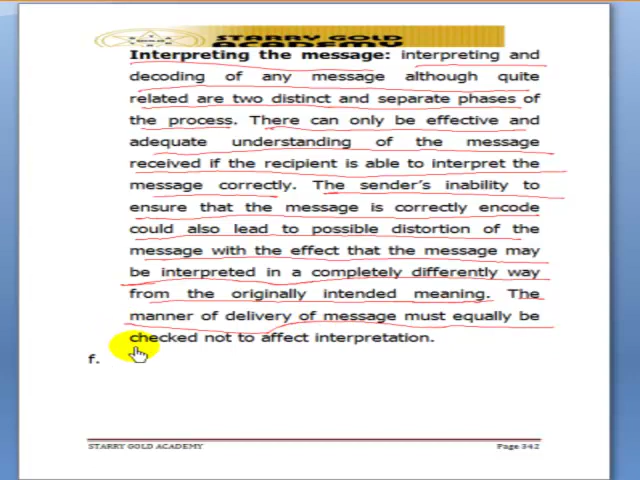 STARRY GOLD
ACADEMY
Interpreting the message: interpreting and
decoding of any message although quite
related are two distinct and separate phases of
the process. There can only be effective and
adequate understanding of the message
received if the recipient is able to interpret the
message correctly. The sender's inability to
ensure that the message is correctly encode
could also lead to possible distortion of the
message with the effect that the message may
be interpreted in a completely differently way
from the originally intended meaning. The
manner of delivery of message must equally be
checked not to affect interpretation.
f.
STARRY GOLD ACADEMY Page 342